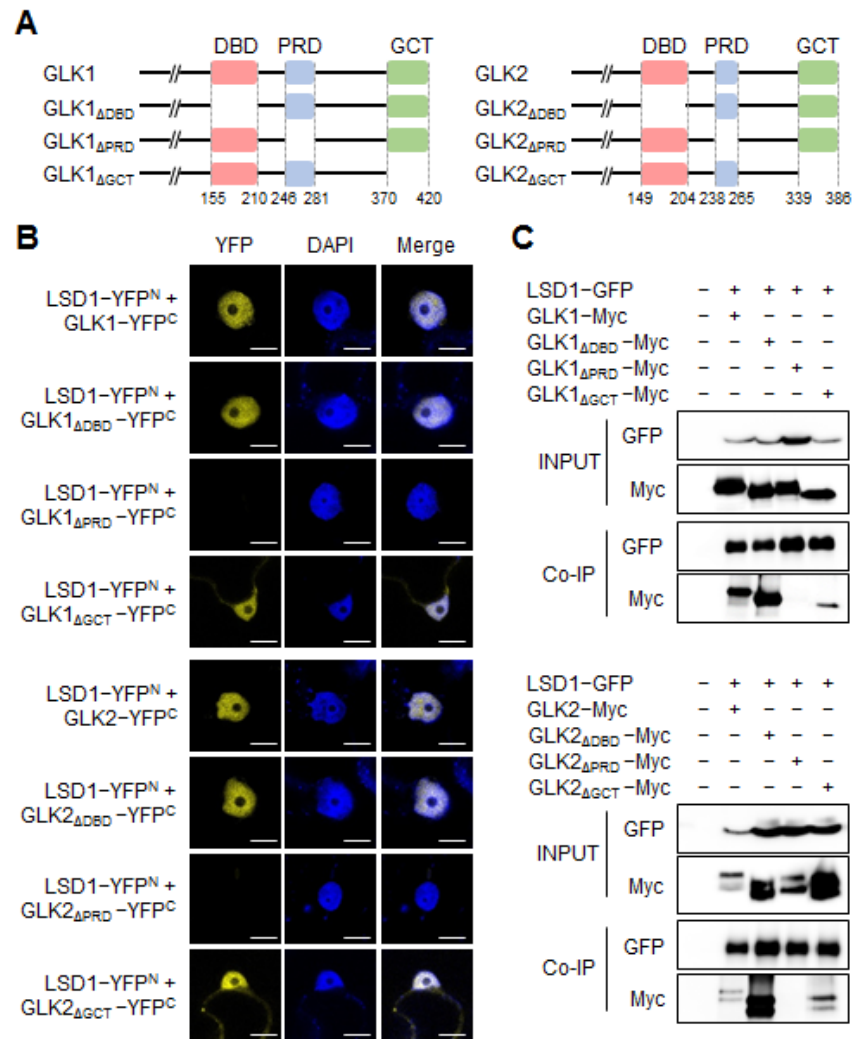 A
DBD PRD GCT
GLK1
GLK1ΔDBD
GLK1ΔPRD
GLK1ΔGCT
155 210 246 281 370 420
DBD PRD GCT
GLK2
GLK2ΔDBD
GLK2ΔPRD
GLK2ΔGCT
149 204 238 265 339 386
B
YFP DAPI Merge
LSD1–YFPᴺ +
GLK1–YFPᶜ
LSD1–YFPᴺ +
GLK1ΔDBD–YFPᶜ
LSD1–YFPᴺ +
GLK1ΔPRD–YFPᶜ
LSD1–YFPᴺ +
GLK1ΔGCT–YFPᶜ
LSD1–YFPᴺ +
GLK2–YFPᶜ
LSD1–YFPᴺ +
GLK2ΔDBD–YFPᶜ
LSD1–YFPᴺ +
GLK2ΔPRD–YFPᶜ
LSD1–YFPᴺ +
GLK2ΔGCT–YFPᶜ
C
LSD1–GFP – + + + +
GLK1–Myc – + – – –
GLK1ΔDBD–Myc – – + – –
GLK1ΔPRD–Myc – – – + –
GLK1ΔGCT–Myc – – – – +
INPUT
GFP
Myc
Co-IP
GFP
Myc
LSD1–GFP – + + + +
GLK2–Myc – + – – –
GLK2ΔDBD–Myc – – + – –
GLK2ΔPRD–Myc – – – + –
GLK2ΔGCT–Myc – – – – +
INPUT
GFP
Myc
Co-IP
GFP
Myc